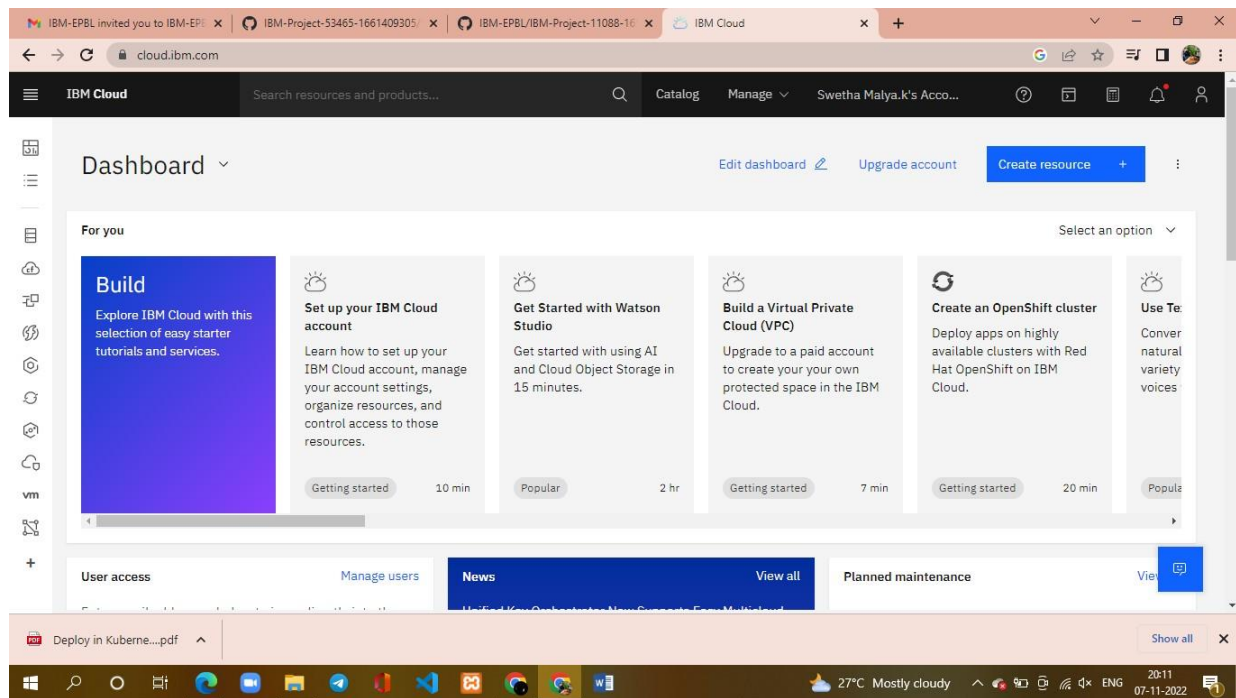 IBM-EPBL invited you to IBM-EPE
IBM-Project-53465-1661409305/
IBM-EPBL/IBM-Project-11088-16
IBM Cloud
cloud.ibm.com
IBM Cloud
Search resources and products...
Catalog
Manage
Swetha Malya.k's Acco...
Dashboard
Edit dashboard
Upgrade account
Create resource +
For you
Select an option
Build
Explore IBM Cloud with this
selection of easy starter
tutorials and services.
Set up your IBM Cloud
account
Learn how to set up your
IBM Cloud account, manage
your account settings,
organize resources, and
control access to those
resources.
Getting started
10 min
Get Started with Watson
Studio
Get started with using AI
and Cloud Object Storage in
15 minutes.
Popular
2 hr
Build a Virtual Private
Cloud (VPC)
Upgrade to a paid account
to create your your own
protected space in the IBM
Cloud.
Getting started
7 min
Create an OpenShift cluster
Deploy apps on highly
available clusters with Red
Hat OpenShift on IBM
Cloud.
Getting started
20 min
Use Te
Conver
natural
variety
voices
Popula
vm
User access
Manage users
News
View all
Planned maintenance
Vie
Deploy in Kuberne....pdf
Show all
27°C Mostly cloudy
ENG
20:11
07-11-2022